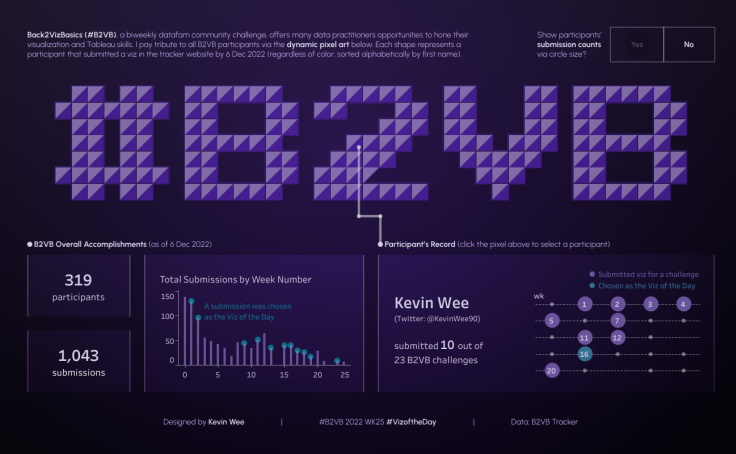 Back2VizBasics (#B2VB), a biweekly datafam community challenge, offers many data practitioners opportunities to hone their
visualization and Tableau skills. I pay tribute to all B2VB participants via the dynamic pixel art below. Each shape represents a
participant that submitted a viz in the tracker website by 6 Dec 2022 (regardless of color, sorted alphabetically by first name).
Show participants'
submission counts
via circle size?
Yes
No
#B2VB
B2VB Overall Accomplishments (as of 6 Dec 2022)
Participant's Record (click the pixel above to select a participant)
319
participants
1,043
submissions
Total Submissions by Week Number
A submission was chosen
as the Viz of the Day
150
100
50
0
0 5 10 15 20 25
Kevin Wee
(Twitter: @KevinWee90)
submitted 10 out of
23 B2VB challenges
Submitted viz for a challenge
Chosen as the Viz of the Day
wk
1 2 3 4
5 7
11 12
16
20
Designed by Kevin Wee | #B2VB 2022 WK25 #VizoftheDay | Data: B2VB Tracker